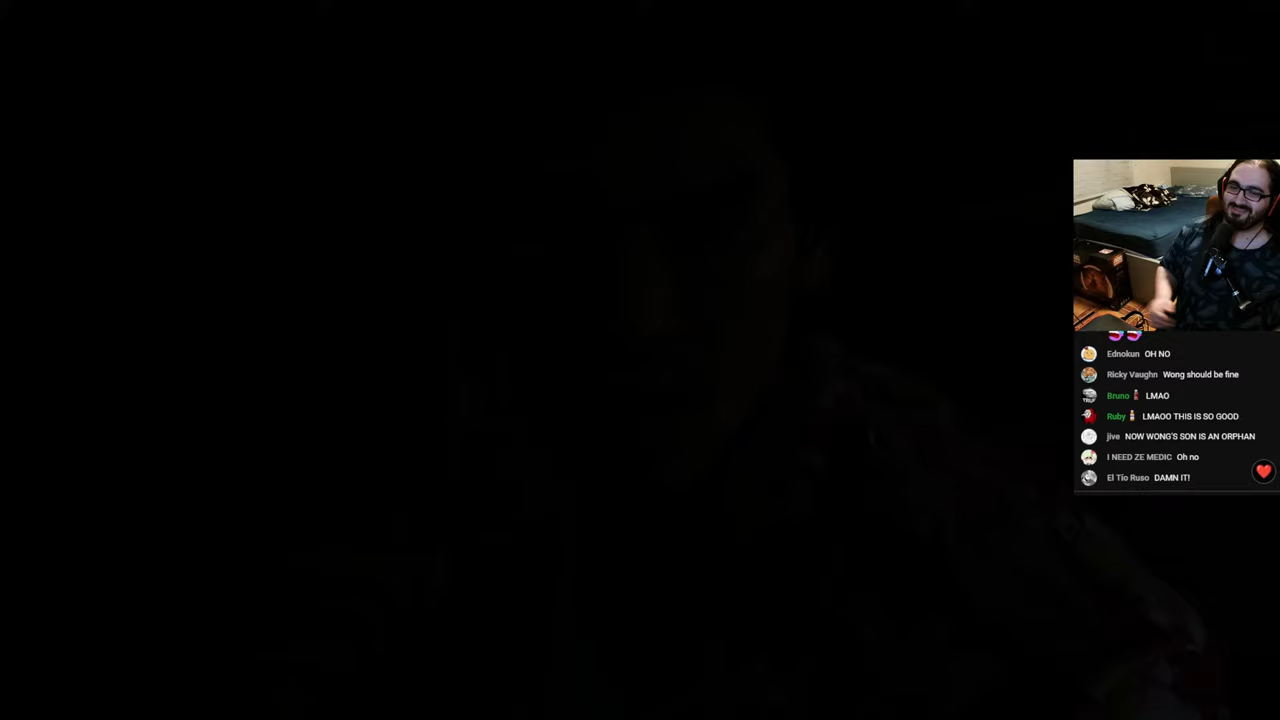 Ednokun OH NO
Ricky Vaughn Wong should be fine
Bruno LMAO
Ruby LMAOO THIS IS SO GOOD
jive NOW WONG'S SON IS AN ORPHAN
I NEED ZE MEDIC Oh no
El Tío Ruso DAMN IT!